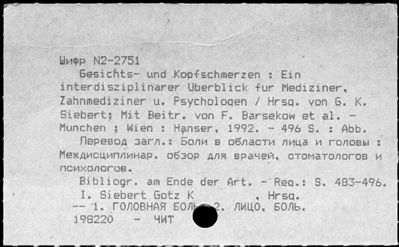 Шифр N2-2751
Gesichts- und Kopfschmerzen : Ein
interdisziplinarer Uberblick fur Mediziner,
Zahnmediziner u. Psychologen / Hrsg. von G. K.
Siebert; Mit Beitr. von F. Barsekow et al. -
Munchen ; Wien : Hanser, 1992. - 496 S. : Abb.
Перевод загл.: Боли в области лица и головы :
Междисциплинар. обзор для врачей, стоматологов и
психологов.
Bibliogr. am Ende der Art. - Reg.: S. 483-496.
I. Siebert Gotz K , Hrsg.
-- 1. ГОЛОВНАЯ БОЛЬ 2. ЛИЦО, БОЛЬ.
198220 - ЧИТ